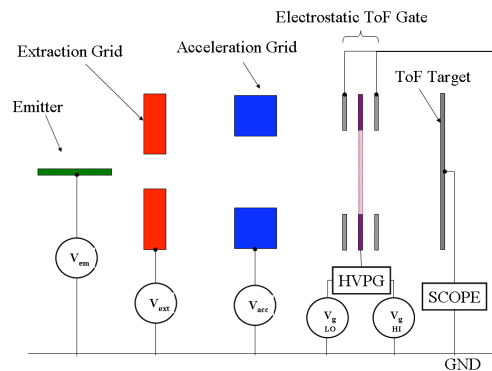 Electrostatic ToF Gate
Acceleration Grid
Extraction Grid
ToF Target
Emitter
Vem
Vext
Vacc
HVPG
Vg LO
Vg HI
SCOPE
GND